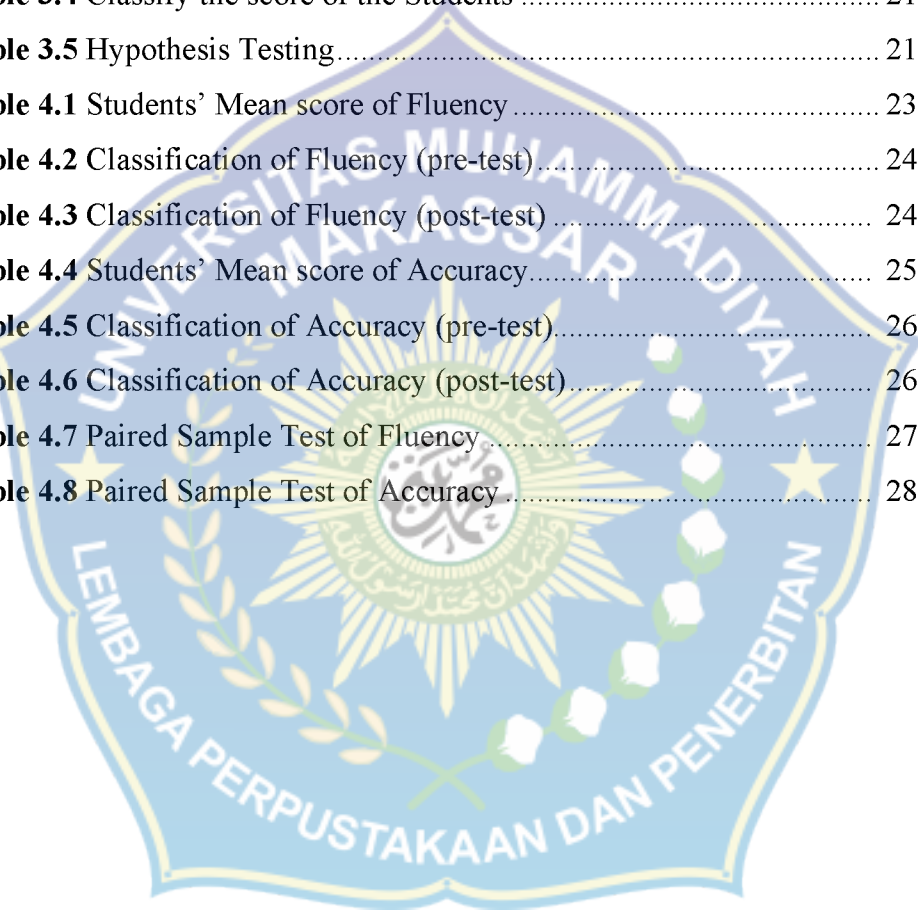 ble 3.4 Classify the score of the Students ........ 21
ble 3.5 Hypothesis Testing ........ 21
ble 4.1 Students’ Mean score of Fluency ........ 23
ble 4.2 Classification of Fluency (pre-test) ........ 24
ble 4.3 Classification of Fluency (post-test) ........ 24
ble 4.4 Students’ Mean score of Accuracy ........ 25
ble 4.5 Classification of Accuracy (pre-test) ........ 26
ble 4.6 Classification of Accuracy (post-test) ........ 26
ble 4.7 Paired Sample Test of Fluency ........ 27
ble 4.8 Paired Sample Test of Accuracy ........ 28
UNIVERSITAS MUHAMMADIYAH
MAKASSAR
LEMBAGA PERPUSTAKAAN DAN PENERBITAN